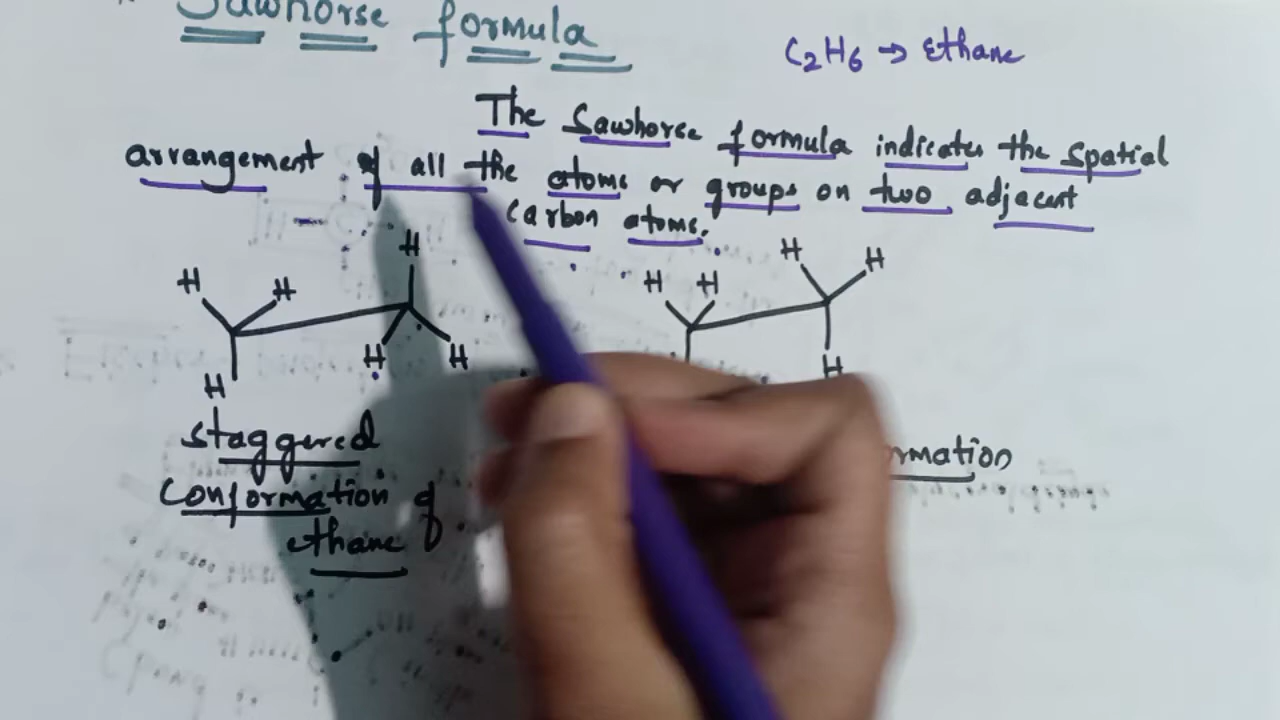 Sawhorse formula
C2H6 → Ethane
The Sawhorse formula indicates the spatial
arrangement of all the atoms or groups on two adjacent
carbon atoms.
H H H H H H
H H H H H H
staggered
rmation
conformation of
ethane